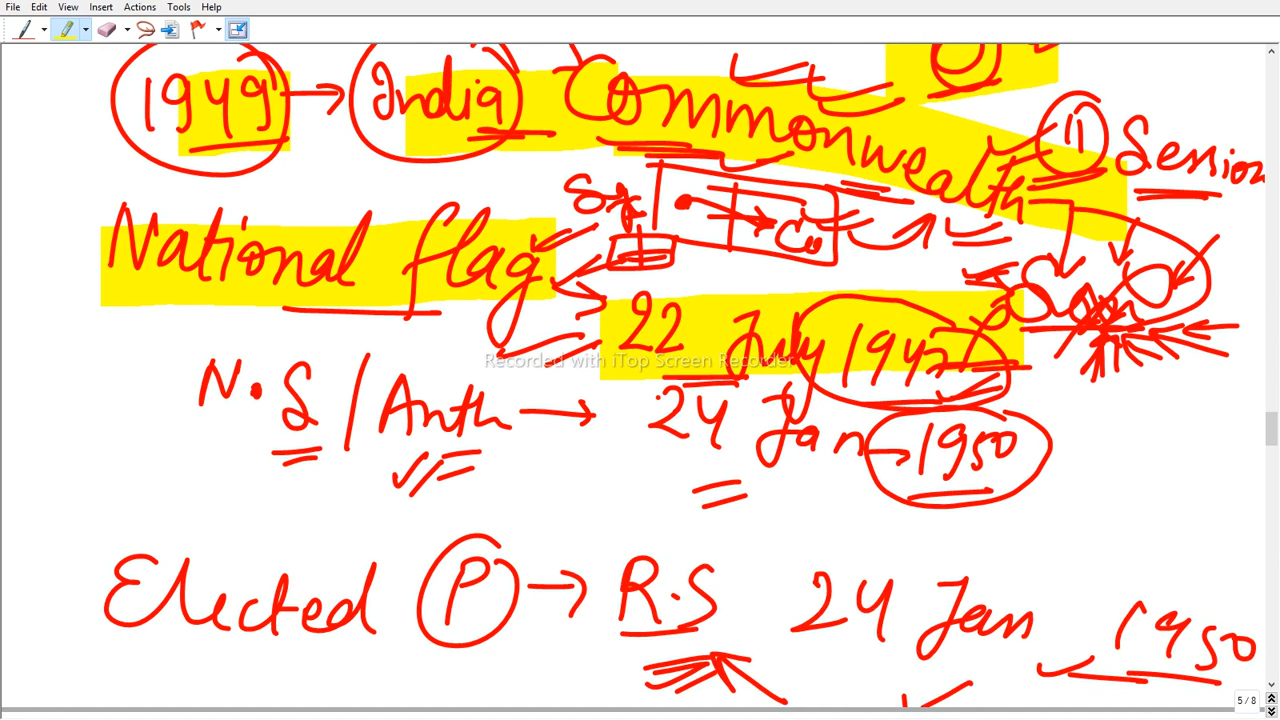 File Edit View Insert Actions Tools Help
1949 → India Commonwealth
11 Session
National flag
22 July 1947
Recorded with iTop Screen Recorder
N.S / Anth → 24 Jan → 1950
Elected P → R.S 24 Jan 1950
5 / 8